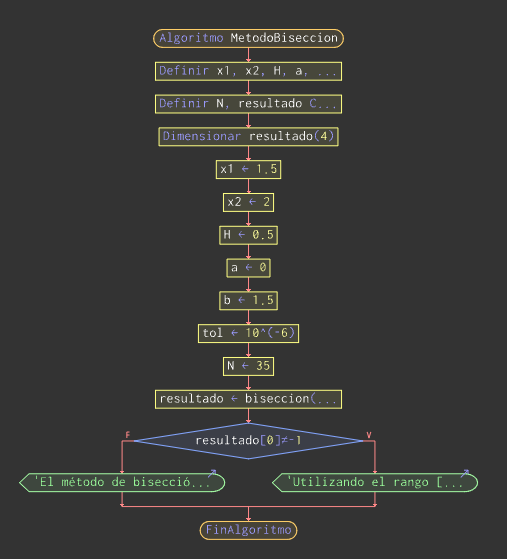 Algoritmo MetodoBiseccion
Definir x1, x2, H, a, ...
Definir N, resultado C...
Dimensionar resultado(4)
x1 ← 1.5
x2 ← 2
H ← 0.5
a ← 0
b ← 1.5
tol ← 10^(-6)
N ← 35
resultado ← biseccion(...
resultado[0]≠-1
F
V
'El método de bisecció...
'Utilizando el rango [...
FinAlgoritmo